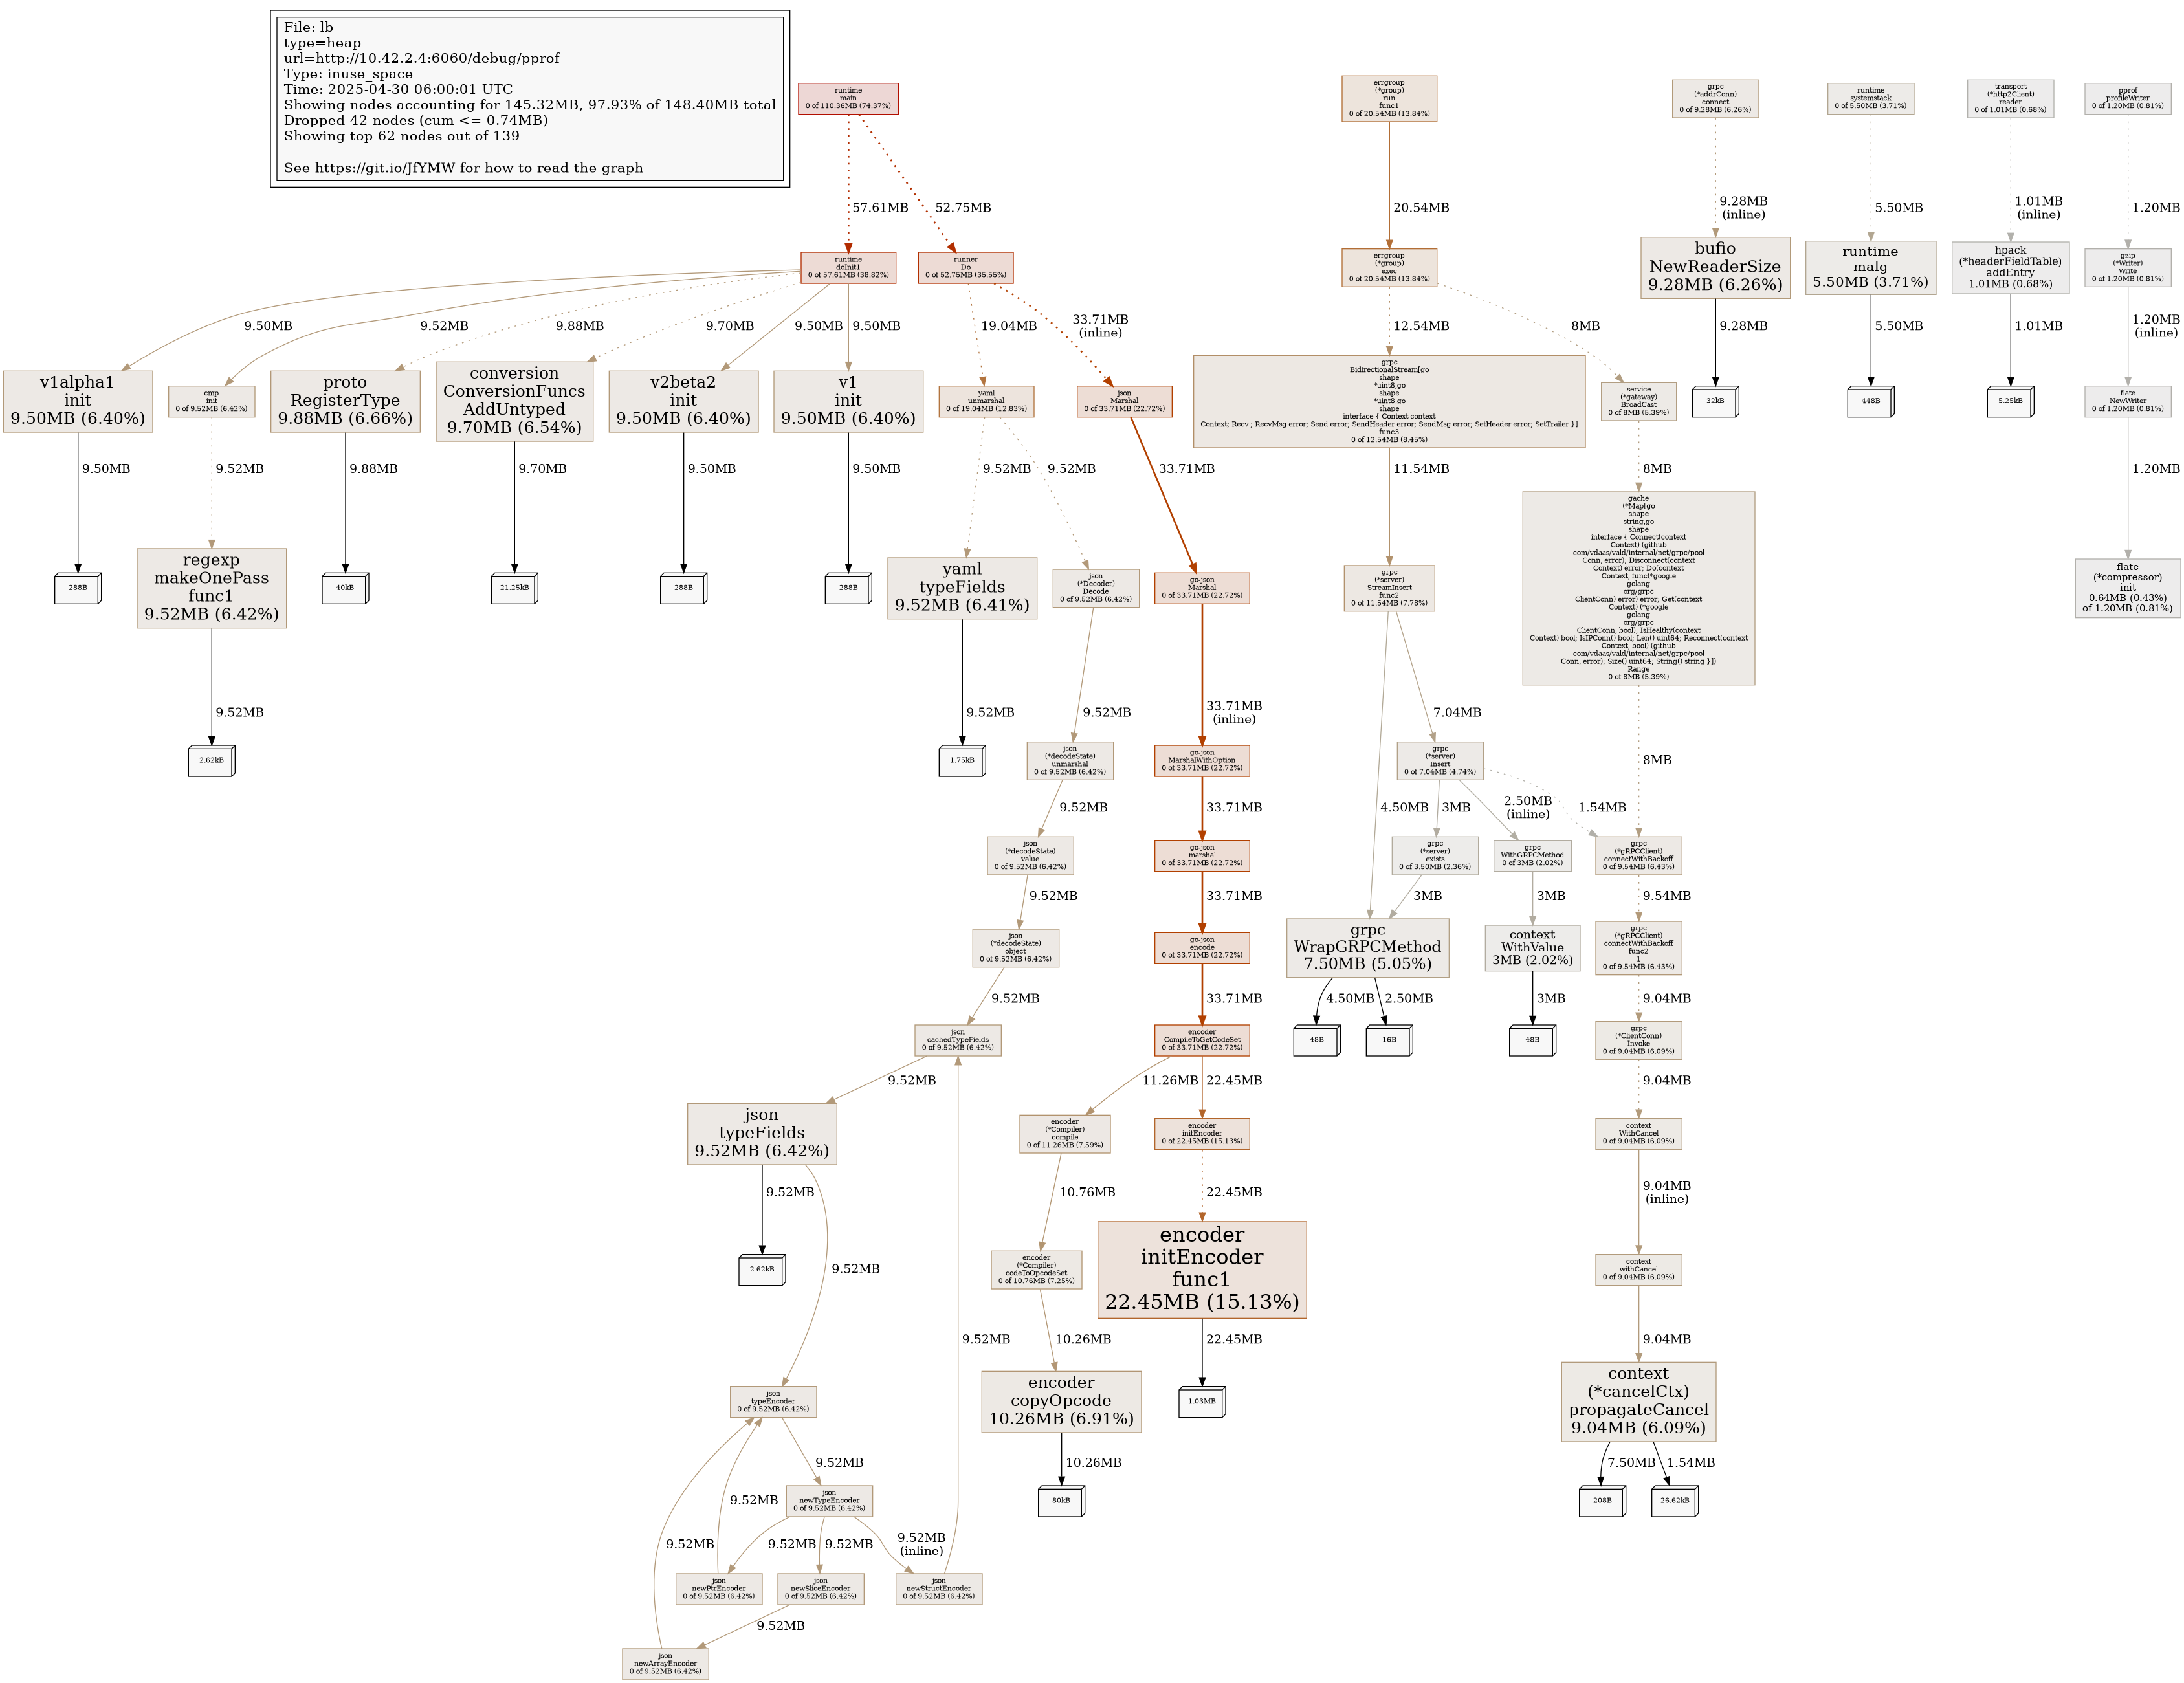 File: lb
type=heap
url=http://10.42.2.4:6060/debug/pprof
Type: inuse_space
Time: 2025-04-30 06:00:01 UTC
Showing nodes accounting for 145.32MB, 97.93% of 148.40MB total
Dropped 42 nodes (cum <= 0.74MB)
Showing top 62 nodes out of 139
See https://git.io/JfYMW for how to read the graph
runtime
main
0 of 110.36MB (74.37%)
errgroup
(*group)
run
func1
0 of 20.54MB (13.84%)
grpc
(*addrConn)
connect
0 of 9.28MB (6.26%)
runtime
systemstack
0 of 5.50MB (3.71%)
transport
(*http2Client)
reader
0 of 1.01MB (0.68%)
pprof
profileWriter
0 of 1.20MB (0.81%)
57.61MB
52.75MB
20.54MB
9.28MB
(inline)
5.50MB
1.01MB
(inline)
1.20MB
runtime
doInit1
0 of 57.61MB (38.82%)
runner
Do
0 of 52.75MB (35.55%)
errgroup
(*group)
exec
0 of 20.54MB (13.84%)
bufio
NewReaderSize
9.28MB (6.26%)
runtime
malg
5.50MB (3.71%)
hpack
(*headerFieldTable)
addEntry
1.01MB (0.68%)
gzip
(*Writer)
Write
0 of 1.20MB (0.81%)
9.50MB
9.52MB
9.88MB
9.70MB
9.50MB
9.50MB
19.04MB
33.71MB
(inline)
12.54MB
8MB
9.28MB
5.50MB
1.01MB
1.20MB
(inline)
v1alpha1
init
9.50MB (6.40%)
cmp
init
0 of 9.52MB (6.42%)
proto
RegisterType
9.88MB (6.66%)
conversion
ConversionFuncs
AddUntyped
9.70MB (6.54%)
v2beta2
init
9.50MB (6.40%)
v1
init
9.50MB (6.40%)
yaml
unmarshal
0 of 19.04MB (12.83%)
json
Marshal
0 of 33.71MB (22.72%)
grpc
BidirectionalStream[go
shape
*uint8,go
shape
*uint8,go
shape
interface { Context context
Context; Recv ; RecvMsg error; Send error; SendHeader error; SendMsg error; SetHeader error; SetTrailer }]
func3
0 of 12.54MB (8.45%)
service
(*gateway)
BroadCast
0 of 8MB (5.39%)
32kB
448B
5.25kB
flate
NewWriter
0 of 1.20MB (0.81%)
9.50MB
9.52MB
9.88MB
9.70MB
9.50MB
9.50MB
9.52MB
9.52MB
33.71MB
11.54MB
8MB
1.20MB
288B
regexp
makeOnePass
func1
9.52MB (6.42%)
40kB
21.25kB
288B
288B
yaml
typeFields
9.52MB (6.41%)
json
(*Decoder)
Decode
0 of 9.52MB (6.42%)
go-json
Marshal
0 of 33.71MB (22.72%)
grpc
(*server)
StreamInsert
func2
0 of 11.54MB (7.78%)
gache
(*Map[go
shape
string,go
shape
interface { Connect(context
Context) (github
com/vdaas/vald/internal/net/grpc/pool
Conn, error); Disconnect(context
Context) error; Do(context
Context, func(*google
golang
org/grpc
ClientConn) error) error; Get(context
Context) (*google
golang
org/grpc
ClientConn, bool); IsHealthy(context
Context) bool; IsIPConn() bool; Len() uint64; Reconnect(context
Context, bool) (github
com/vdaas/vald/internal/net/grpc/pool
Conn, error); Size() uint64; String() string }])
Range
0 of 8MB (5.39%)
flate
(*compressor)
init
0.64MB (0.43%)
of 1.20MB (0.81%)
9.52MB
9.52MB
9.52MB
33.71MB
(inline)
7.04MB
8MB
2.62kB
1.75kB
json
(*decodeState)
unmarshal
0 of 9.52MB (6.42%)
go-json
MarshalWithOption
0 of 33.71MB (22.72%)
grpc
(*server)
Insert
0 of 7.04MB (4.74%)
9.52MB
33.71MB
4.50MB
3MB
2.50MB
(inline)
1.54MB
json
(*decodeState)
value
0 of 9.52MB (6.42%)
go-json
marshal
0 of 33.71MB (22.72%)
grpc
(*server)
exists
0 of 3.50MB (2.36%)
grpc
WithGRPCMethod
0 of 3MB (2.02%)
grpc
(*gRPCClient)
connectWithBackoff
0 of 9.54MB (6.43%)
9.52MB
33.71MB
3MB
3MB
9.54MB
json
(*decodeState)
object
0 of 9.52MB (6.42%)
go-json
encode
0 of 33.71MB (22.72%)
grpc
WrapGRPCMethod
7.50MB (5.05%)
context
WithValue
3MB (2.02%)
grpc
(*gRPCClient)
connectWithBackoff
func2
1
0 of 9.54MB (6.43%)
9.52MB
33.71MB
4.50MB
2.50MB
3MB
9.04MB
json
cachedTypeFields
0 of 9.52MB (6.42%)
encoder
CompileToGetCodeSet
0 of 33.71MB (22.72%)
48B
16B
48B
grpc
(*ClientConn)
Invoke
0 of 9.04MB (6.09%)
9.52MB
11.26MB
22.45MB
9.04MB
json
typeFields
9.52MB (6.42%)
encoder
(*Compiler)
compile
0 of 11.26MB (7.59%)
encoder
initEncoder
0 of 22.45MB (15.13%)
context
WithCancel
0 of 9.04MB (6.09%)
9.52MB
10.76MB
22.45MB
9.04MB
(inline)
2.62kB
9.52MB
encoder
(*Compiler)
codeToOpcodeSet
0 of 10.76MB (7.25%)
encoder
initEncoder
func1
22.45MB (15.13%)
context
withCancel
0 of 9.04MB (6.09%)
9.52MB
10.26MB
22.45MB
9.04MB
json
typeEncoder
0 of 9.52MB (6.42%)
encoder
copyOpcode
10.26MB (6.91%)
1.03MB
context
(*cancelCtx)
propagateCancel
9.04MB (6.09%)
9.52MB
10.26MB
7.50MB
1.54MB
json
newTypeEncoder
0 of 9.52MB (6.42%)
80kB
208B
26.62kB
9.52MB
9.52MB
9.52MB
9.52MB
9.52MB
(inline)
json
newPtrEncoder
0 of 9.52MB (6.42%)
json
newSliceEncoder
0 of 9.52MB (6.42%)
json
newStructEncoder
0 of 9.52MB (6.42%)
9.52MB
json
newArrayEncoder
0 of 9.52MB (6.42%)